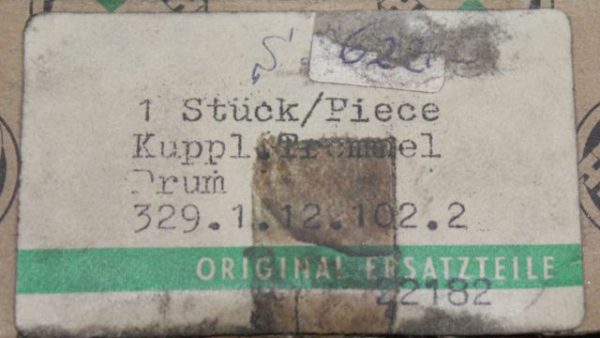 622
1 Stück/Piece
Kuppl.Trommel
Drum
329.1.12.102.2
ORIGINAL ERSATZTEILE
22182